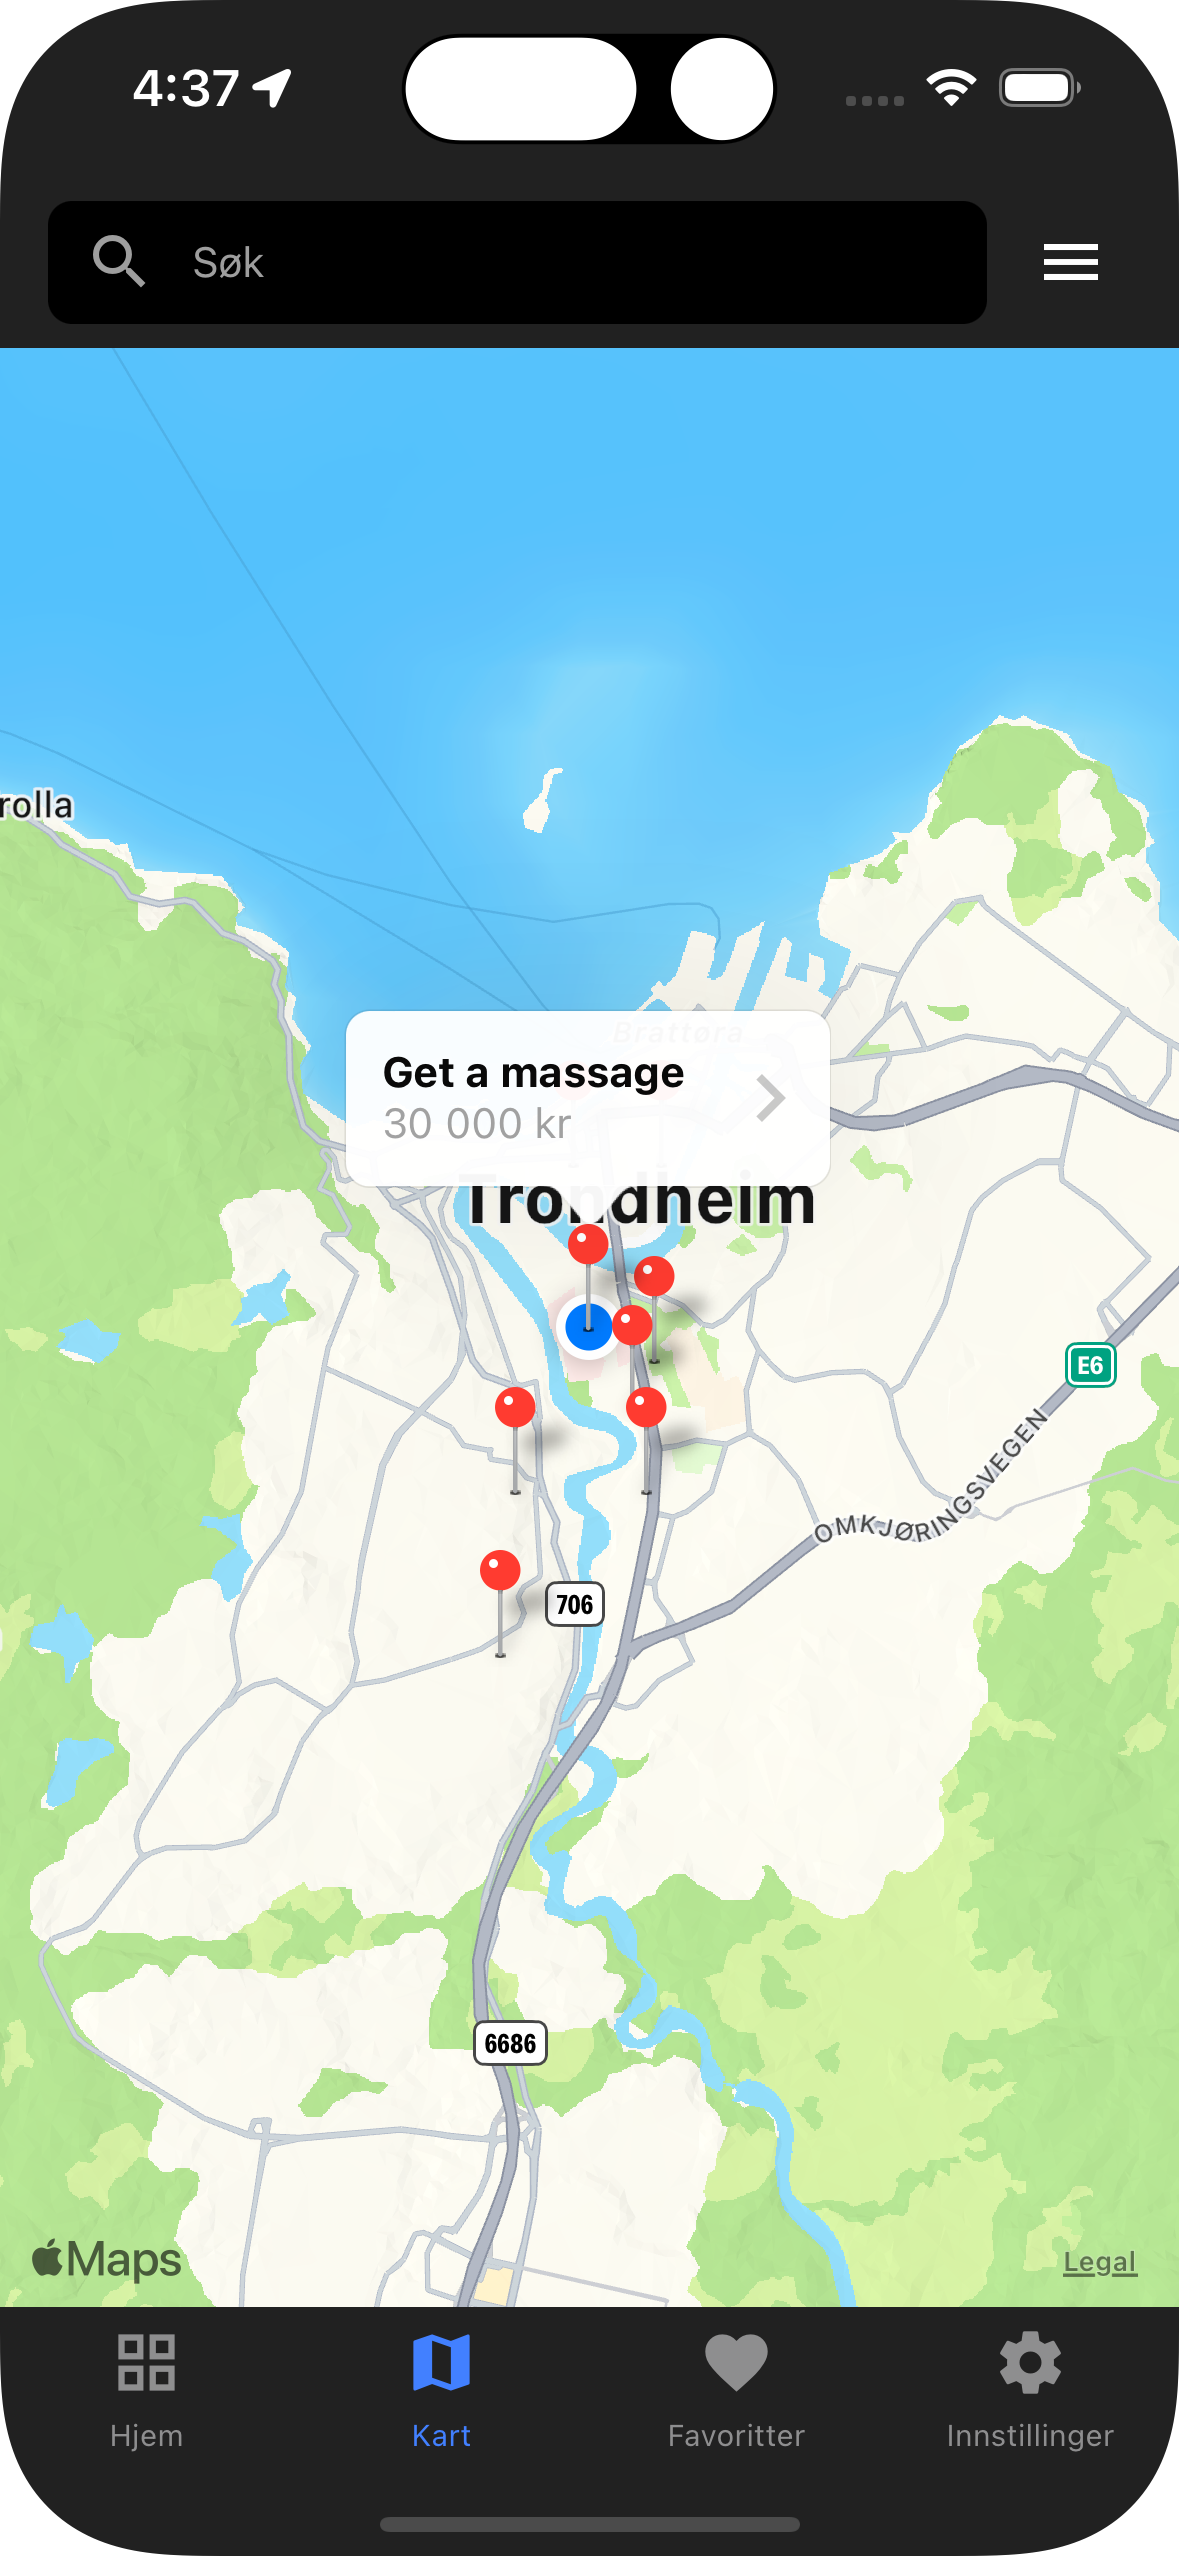 4:37
Søk
rolla
Brattøra
Get a massage
30 000 kr
Trondheim
E6
OMKJØRINGSVEGEN
706
6686
Maps
Legal
Hjem
Kart
Favoritter
Innstillinger